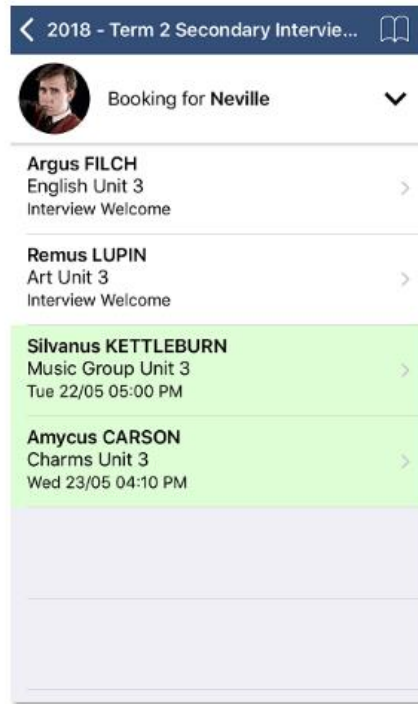 2018 - Term 2 Secondary Intervie...
Booking for Neville
Argus FILCH
English Unit 3
Interview Welcome
Remus LUPIN
Art Unit 3
Interview Welcome
Silvanus KETTLEBURN
Music Group Unit 3
Tue 22/05 05:00 PM
Amycus CARSON
Charms Unit 3
Wed 23/05 04:10 PM